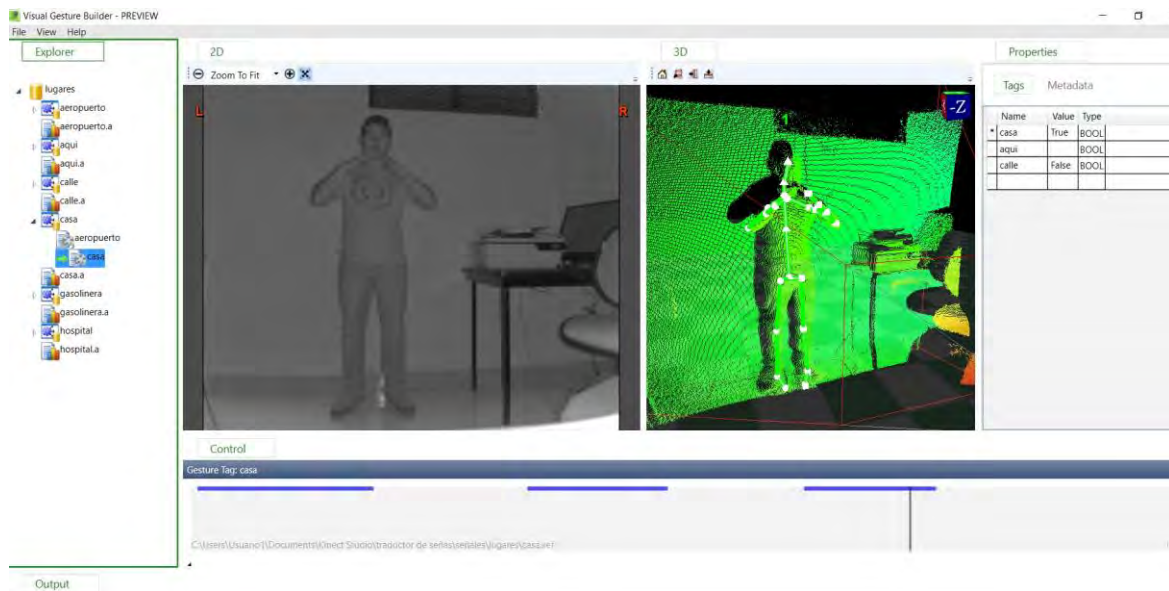 Visual Gesture Builder - PREVIEW
File View Help
Explorer
lugares
aeropuerto
aeropuerto.a
aqui
aqui.a
calle
calle.a
casa
aeropuerto
casa
casa.a
gasolinera
gasolinera.a
hospital
hospital.a
2D
Zoom To Fit
L
R
3D
-Z
1
Properties
Tags Metadata
Name Value Type
* casa True BOOL
aqui BOOL
calle False BOOL
Control
Gesture Tag: casa
Output